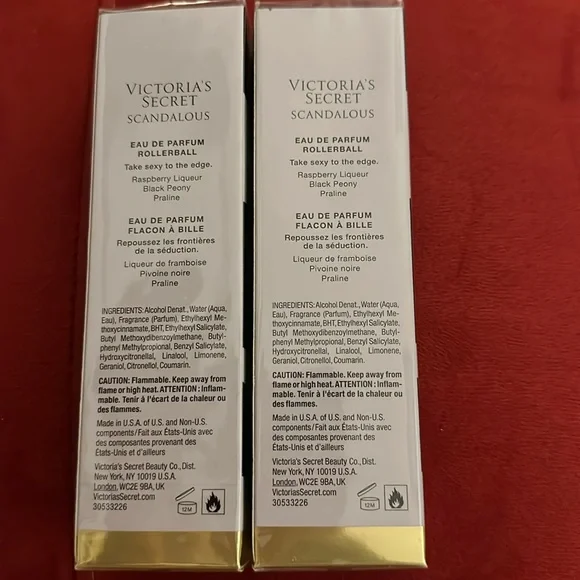 VICTORIA'S
SECRET
SCANDALOUS
EAU DE PARFUM
ROLLERBALL
Take sexy to the edge.
Raspberry Liqueur
Black Peony
Praline
EAU DE PARFUM
FLACON À BILLE
Repoussez les frontières
de la séduction.
Liqueur de framboise
Pivoine noire
Praline
INGREDIENTS: Alcohol Denat., Water (Aqua,
Eau), Fragrance (Parfum), Ethylhexyl Me-
thoxycinnamate, BHT, Ethylhexyl Salicylate,
Butyl Methoxydibenzoylmethane, Butyl-
phenyl Methylpropional, Benzyl Salicylate,
Hydroxycitronellal, Linalool, Limonene,
Geraniol, Citronellol, Coumarin.
CAUTION: Flammable. Keep away from
flame or high heat. ATTENTION : Inflam-
mable. Tenir à l'écart de la chaleur ou
des flammes.
Made in U.S.A. of U.S. and Non-U.S.
components / Fait aux États-Unis avec
des composantes provenant des
États-Unis et d'ailleurs
Victoria's Secret Beauty Co., Dist.
New York, NY 10019 U.S.A.
London, WC2E 9BA, UK
VictoriasSecret.com
30533226
12M
VICTORIA'S
SECRET
SCANDALOUS
EAU DE PARFUM
ROLLERBALL
Take sexy to the edge.
Raspberry Liqueur
Black Peony
Praline
EAU DE PARFUM
FLACON À BILLE
Repoussez les frontières
de la séduction.
Liqueur de framboise
Pivoine noire
Praline
INGREDIENTS: Alcohol Denat., Water (Aqua,
Eau), Fragrance (Parfum), Ethylhexyl Me-
thoxycinnamate, BHT, Ethylhexyl Salicylate,
Butyl Methoxydibenzoylmethane, Butyl-
phenyl Methylpropional, Benzyl Salicylate,
Hydroxycitronellal, Linalool, Limonene,
Geraniol, Citronellol, Coumarin.
CAUTION: Flammable. Keep away from
flame or high heat. ATTENTION : Inflam-
mable. Tenir à l'écart de la chaleur ou
des flammes.
Made in U.S.A. of U.S. and Non-U.S.
components / Fait aux États-Unis avec
des composantes provenant des
États-Unis et d'ailleurs
Victoria's Secret Beauty Co., Dist.
New York, NY 10019 U.S.A.
London, WC2E 9BA, UK
VictoriasSecret.com
30533226
12M